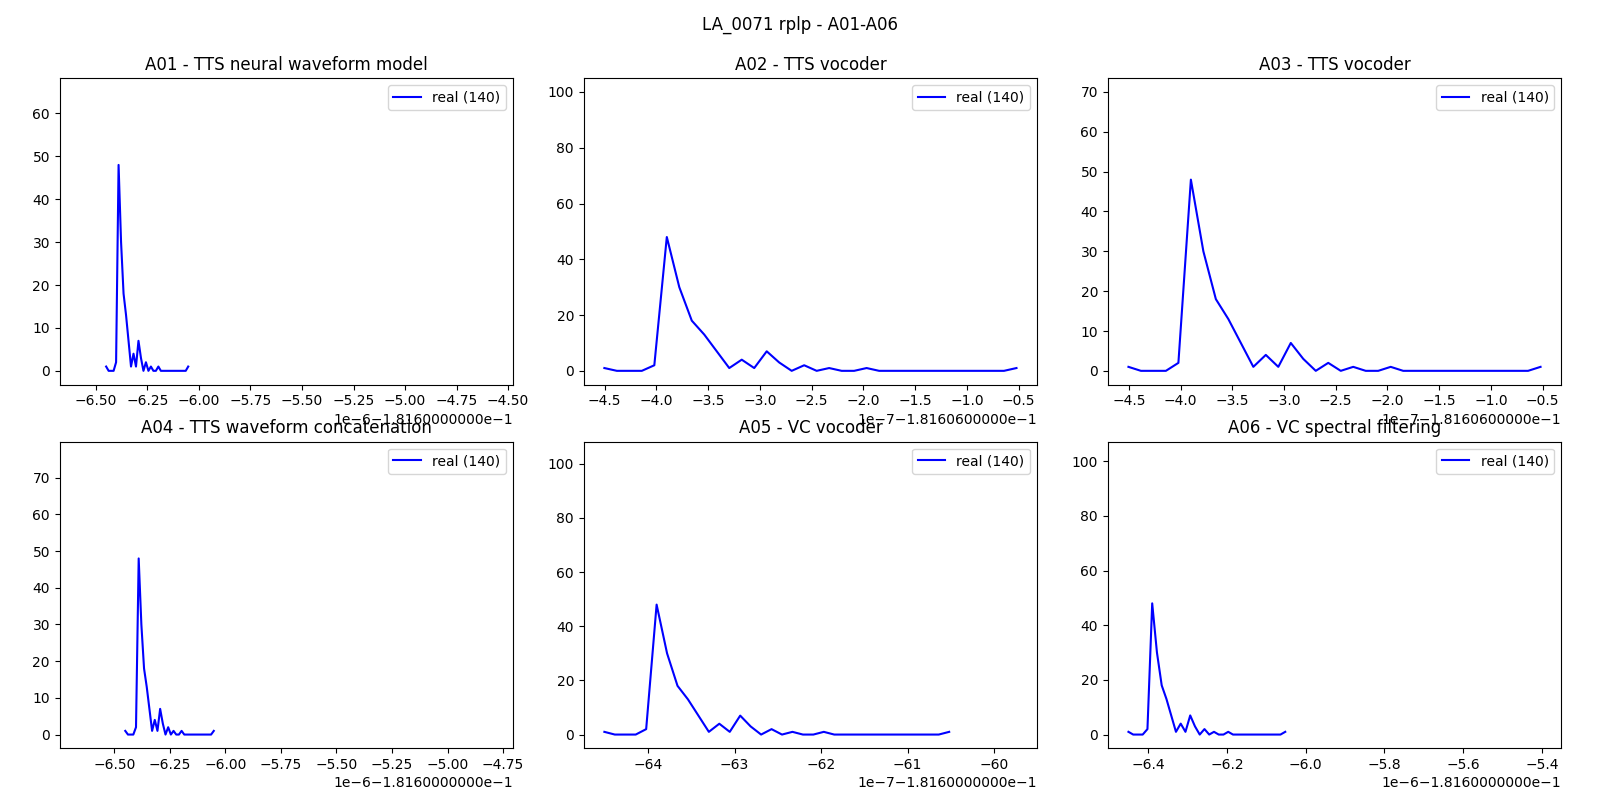 LA_0071 rplp - A01-A06
A01 - TTS neural waveform model
real (140)
60
50
40
30
20
10
0
−6.50 −6.25 −6.00 −5.75 −5.50 −5.25 −5.00 −4.75 −4.50
1e−6−1.8160000000e−1
A02 - TTS vocoder
real (140)
100
80
60
40
20
0
−4.5 −4.0 −3.5 −3.0 −2.5 −2.0 −1.5 −1.0 −0.5
1e−7−1.8160600000e−1
A03 - TTS vocoder
real (140)
70
60
50
40
30
20
10
0
−4.5 −4.0 −3.5 −3.0 −2.5 −2.0 −1.5 −1.0 −0.5
1e−7−1.8160600000e−1
A04 - TTS waveform concatenation
real (140)
70
60
50
40
30
20
10
0
−6.50 −6.25 −6.00 −5.75 −5.50 −5.25 −5.00 −4.75
1e−6−1.8160000000e−1
A05 - VC vocoder
real (140)
100
80
60
40
20
0
−64 −63 −62 −61 −60
1e−7−1.8160000000e−1
A06 - VC spectral filtering
real (140)
100
80
60
40
20
0
−6.4 −6.2 −6.0 −5.8 −5.6 −5.4
1e−6−1.8160000000e−1